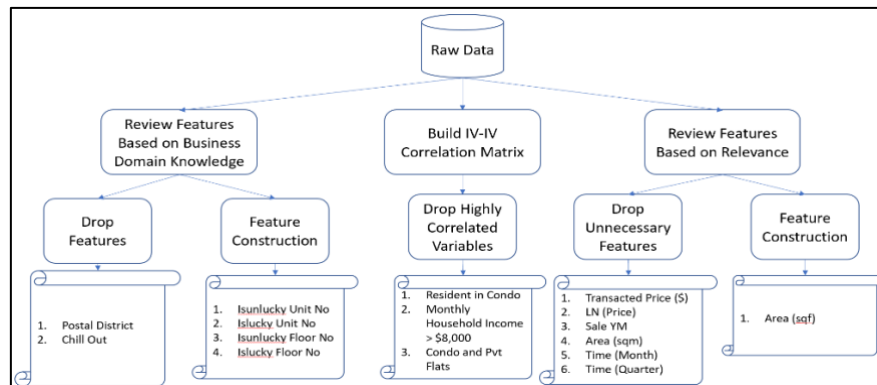 Raw Data
Review Features
Based on Business
Domain Knowledge
Build IV-IV
Correlation Matrix
Review Features
Based on Relevance
Drop
Features
Feature
Construction
Drop Highly
Correlated
Variables
Drop
Unnecessary
Features
Feature
Construction
1. Postal District
2. Chill Out
1. Isunlucky Unit No
2. Islucky Unit No
3. Isunlucky Floor No
4. Islucky Floor No
1. Resident in Condo
2. Monthly
Household Income
> $8,000
3. Condo and Pvt
Flats
1. Transacted Price ($)
2. LN (Price)
3. Sale YM
4. Area (sqm)
5. Time (Month)
6. Time (Quarter)
1. Area (sqf)